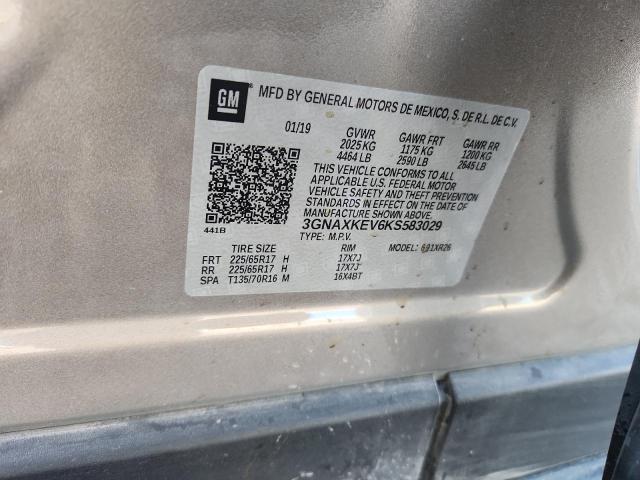 GM
MFD BY GENERAL MOTORS DE MEXICO, S. DE R.L. DE C.V.
01/19 GVWR GAWR FRT GAWR RR
2025 KG 1175 KG 1200 KG
4464 LB 2590 LB 2645 LB
THIS VEHICLE CONFORMS TO ALL
APPLICABLE U.S. FEDERAL MOTOR
VEHICLE SAFETY AND THEFT PREVENTION
STANDARDS IN EFFECT ON THE DATE OF
MANUFACTURE SHOWN ABOVE.
441B 3GNAXKEV6KS583029
TYPE: M.P.V. MODEL: 691XR26
TIRE SIZE RIM
FRT 225/65R17 H 17X7J
RR 225/65R17 H 17X7J
SPA T135/70R16 M 16X4BT